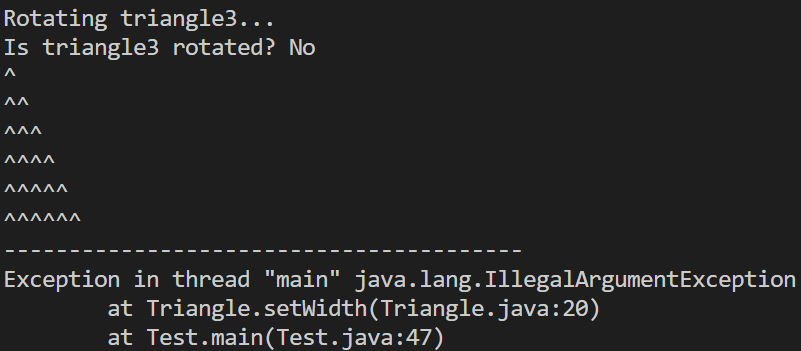 Rotating triangle3...
Is triangle3 rotated? No
^
^^
^^^
^^^^
^^^^^
^^^^^^
----------------------------------------
Exception in thread "main" java.lang.IllegalArgumentException
        at Triangle.setWidth(Triangle.java:20)
        at Test.main(Test.java:47)